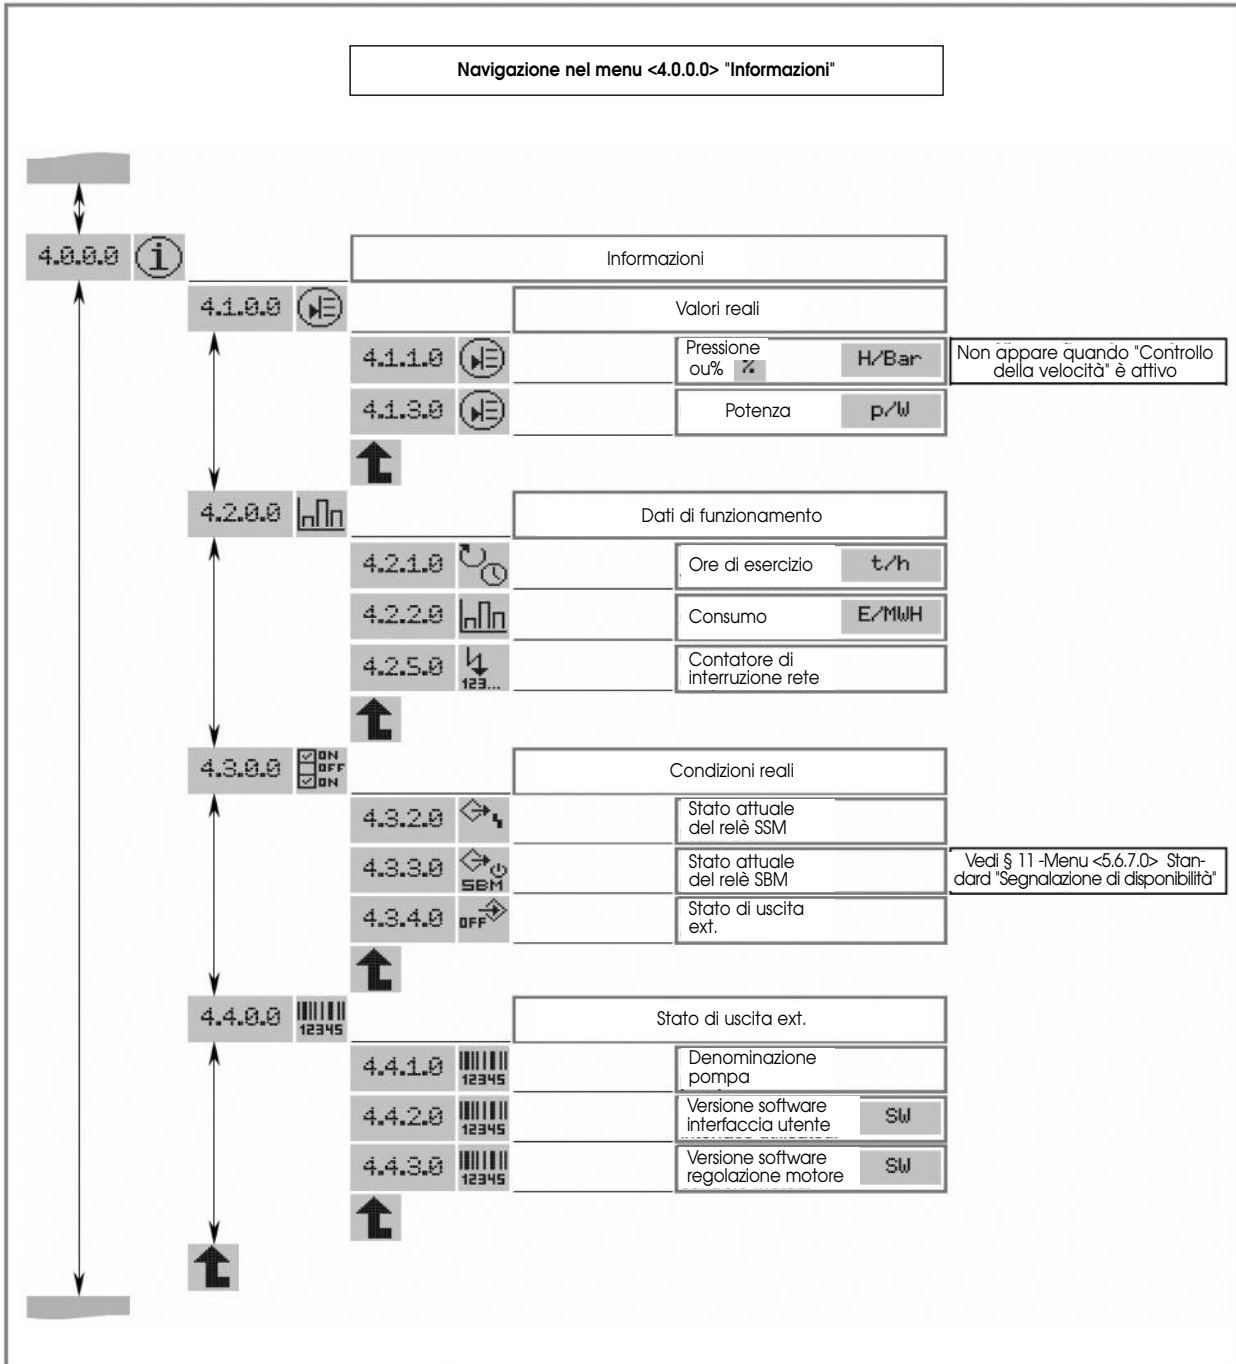 Navigazione nel menu <4.0.0.0> "Informazioni"
4.0.0.0 i Informazioni
4.1.0.0 Valori reali
4.1.1.0 Pressione
ou% % H/Bar
Non appare quando "Controllo
della velocità" è attivo
4.1.3.0 Potenza p/W
4.2.0.0 Dati di funzionamento
4.2.1.0 Ore di esercizio t/h
4.2.2.0 Consumo E/MWH
4.2.5.0 123... Contatore di
interruzione rete
4.3.0.0 ON
OFF
ON
Condizioni reali
4.3.2.0 Stato attuale
del relè SSM
4.3.3.0 SBM Stato attuale
del relè SBM
Vedi § 11 -Menu <5.6.7.0> Stan-
dard "Segnalazione di disponibilità"
4.3.4.0 OFF Stato di uscita
ext.
4.4.0.0 12345 Stato di uscita ext.
4.4.1.0 12345 Denominazione
pompa
4.4.2.0 12345 Versione software
interfaccia utente SW
4.4.3.0 12345 Versione software
regolazione motore SW